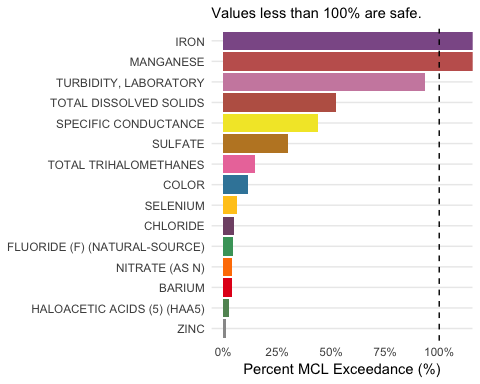 Values less than 100% are safe.
IRON
MANGANESE
TURBIDITY, LABORATORY
TOTAL DISSOLVED SOLIDS
SPECIFIC CONDUCTANCE
SULFATE
TOTAL TRIHALOMETHANES
COLOR
SELENIUM
CHLORIDE
FLUORIDE (F) (NATURAL-SOURCE)
NITRATE (AS N)
BARIUM
HALOACETIC ACIDS (5) (HAA5)
ZINC
0% 25% 50% 75% 100%
Percent MCL Exceedance (%)